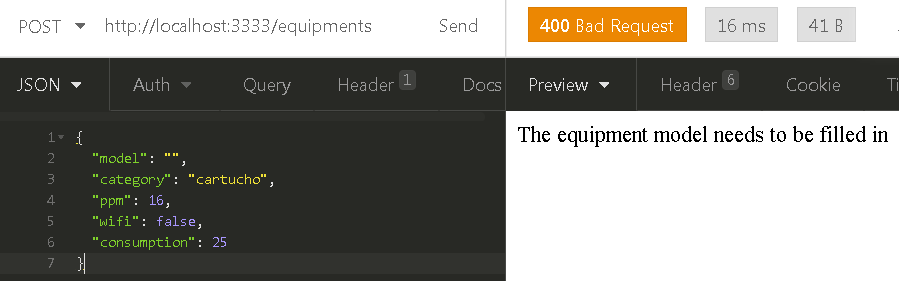 POST http://localhost:3333/equipments Send 400 Bad Request 16 ms 41 B
JSON Auth Query Header 1 Docs Preview Header 6 Cookie
The equipment model needs to be filled in
1 {
2 "model": "",
3 "category": "cartucho",
4 "ppm": 16,
5 "wifi": false,
6 "consumption": 25
7 }